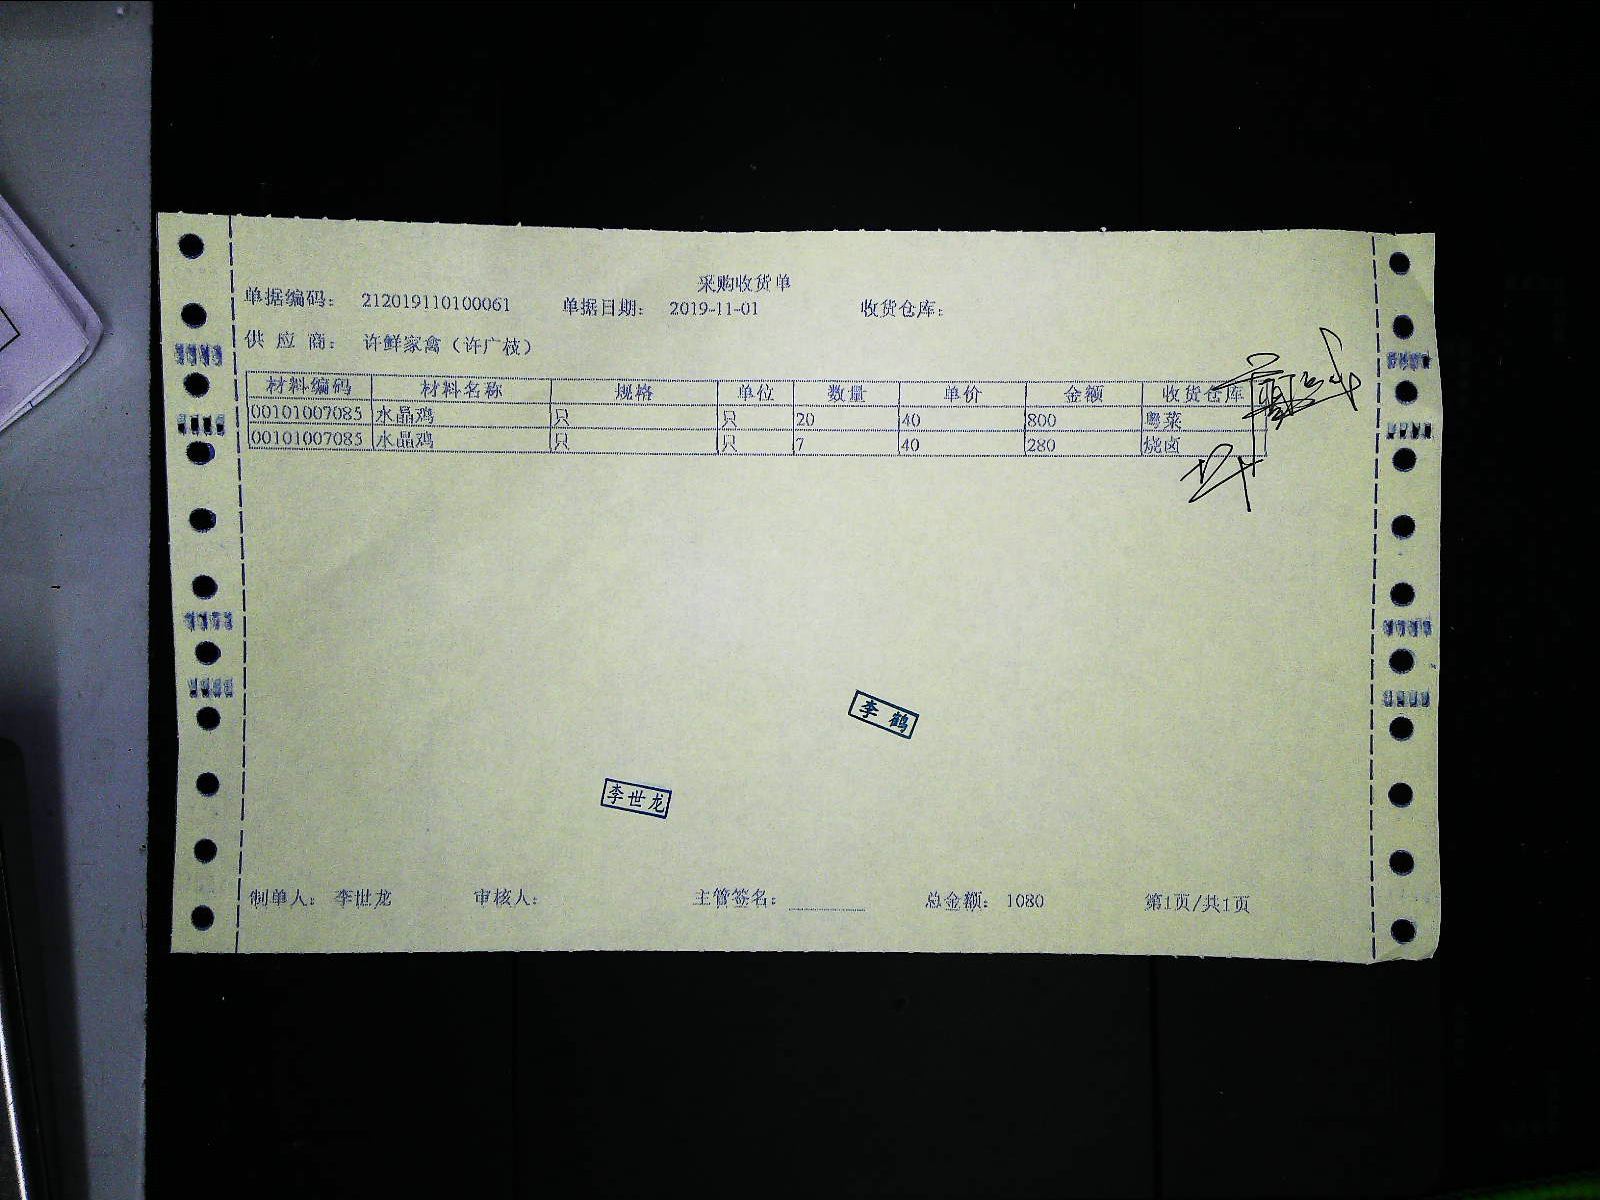 采购收货单
单据编码： 212019110100061 单据日期： 2019-11-01 收货仓库：
供 应 商： 许鲜家禽（许广枝）
材料编码 材料名称 规格 单位 数量 单价 金额 收货仓库
00101007085 水晶鸡 只 只 20 40 800 粤菜
00101007085 水晶鸡 只 只 7 40 280 烧卤
李鹤
李世龙
制单人： 李世龙 审核人： 主管签名： 总金额： 1080 第1页/共1页